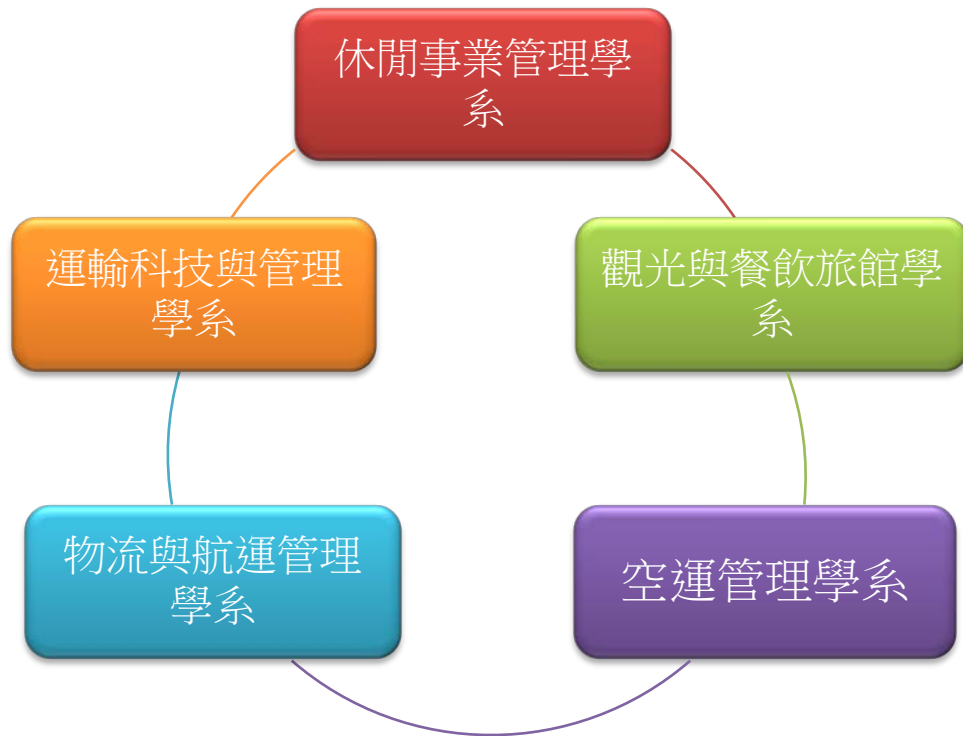 休閒事業管理學
系
運輸科技與管理
學系
觀光與餐飲旅館學
系
物流與航運管理
學系
空運管理學系